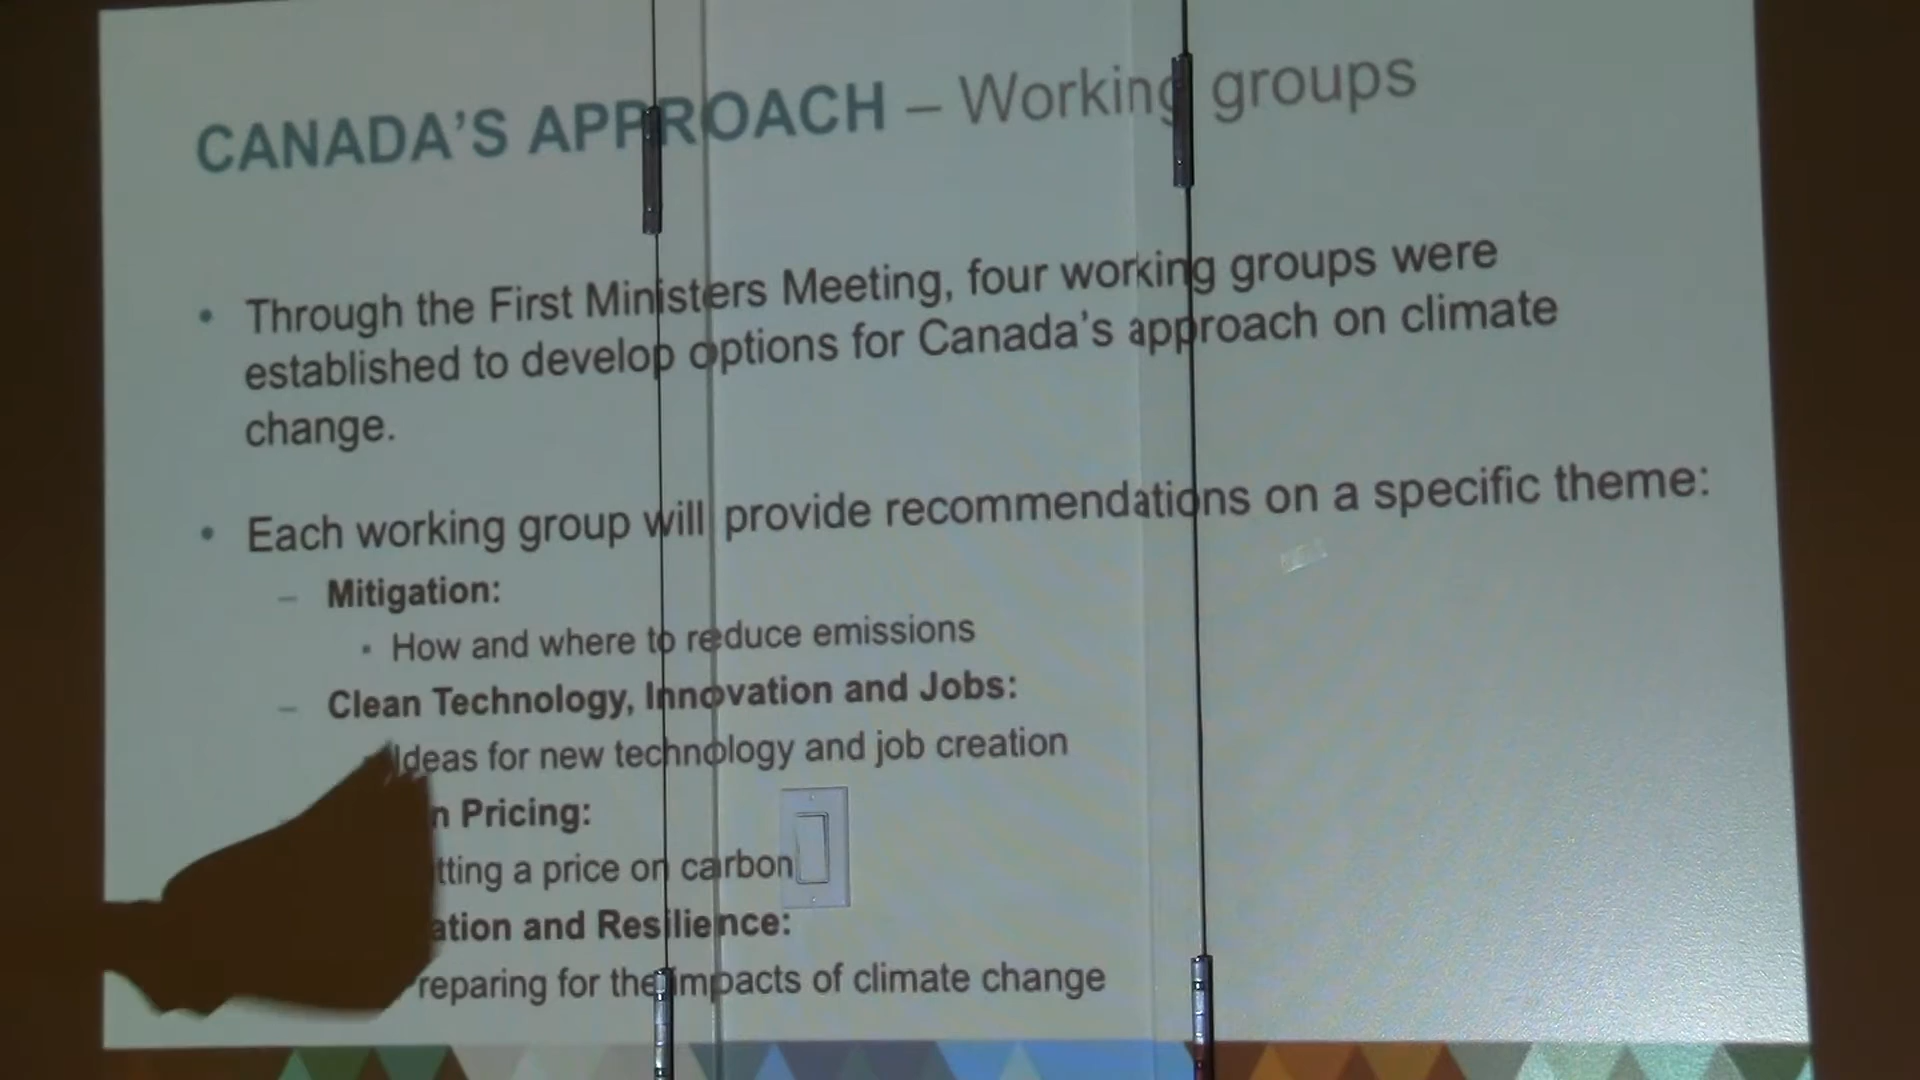 CANADA'S APPROACH – Working groups
• Through the First Ministers Meeting, four working groups were
established to develop options for Canada's approach on climate
change.
• Each working group will provide recommendations on a specific theme:
– Mitigation:
• How and where to reduce emissions
– Clean Technology, Innovation and Jobs:
Ideas for new technology and job creation
Pricing:
a price on carbon
and Resilience:
for the impacts of climate change